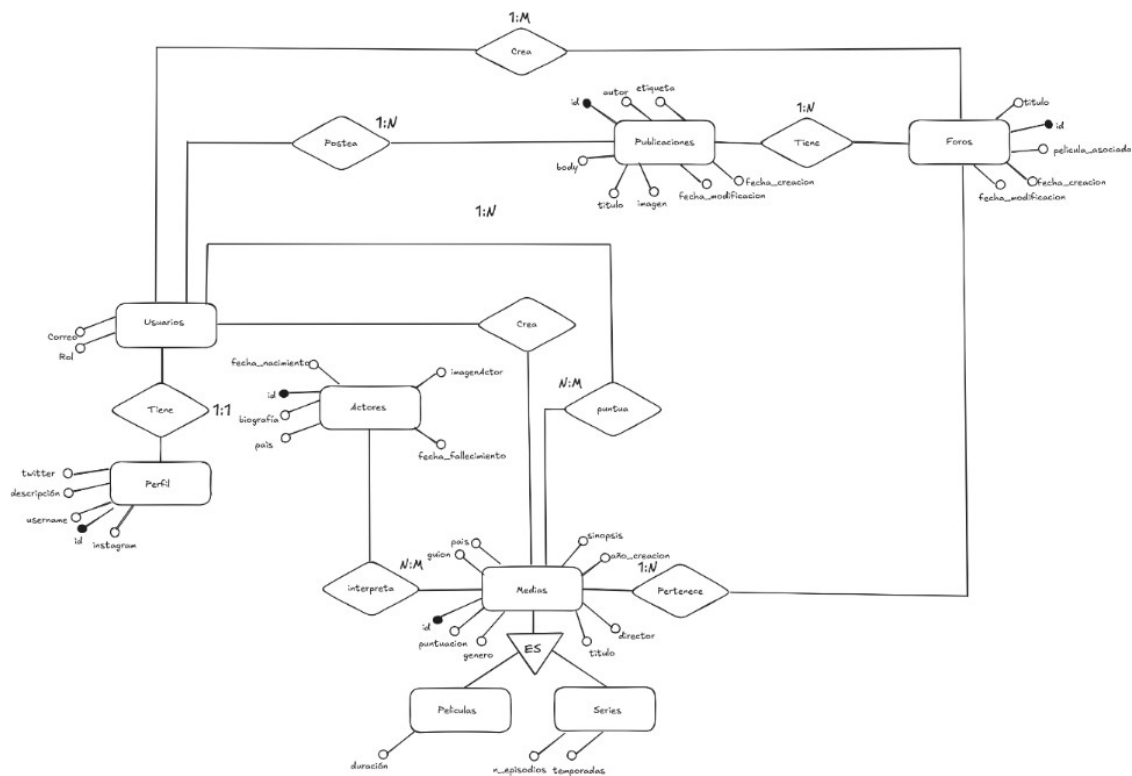 1:M
Crea
autor
etiqueta
id
Publicaciones
body
titulo
imagen
fecha_modificacion
fecha_creacion
1:N
Postea
1:N
Tiene
titulo
id
pelicula_asociada
Foros
fecha_creacion
fecha_modificacion
1:N
Usuarios
Correo
Rol
Crea
Tiene
1:1
fecha_nacimiento
imagenActor
id
Actores
biografía
pais
fecha_fallecimiento
N:M
puntua
twitter
descripción
Perfil
username
id
instagram
interpreta
N:M
pais
guion
sinopsis
año_creacion
Medias
1:N
Pertenece
id
puntuacion
genero
titulo
director
ES
Peliculas
Series
duración
n_episodios
temporadas